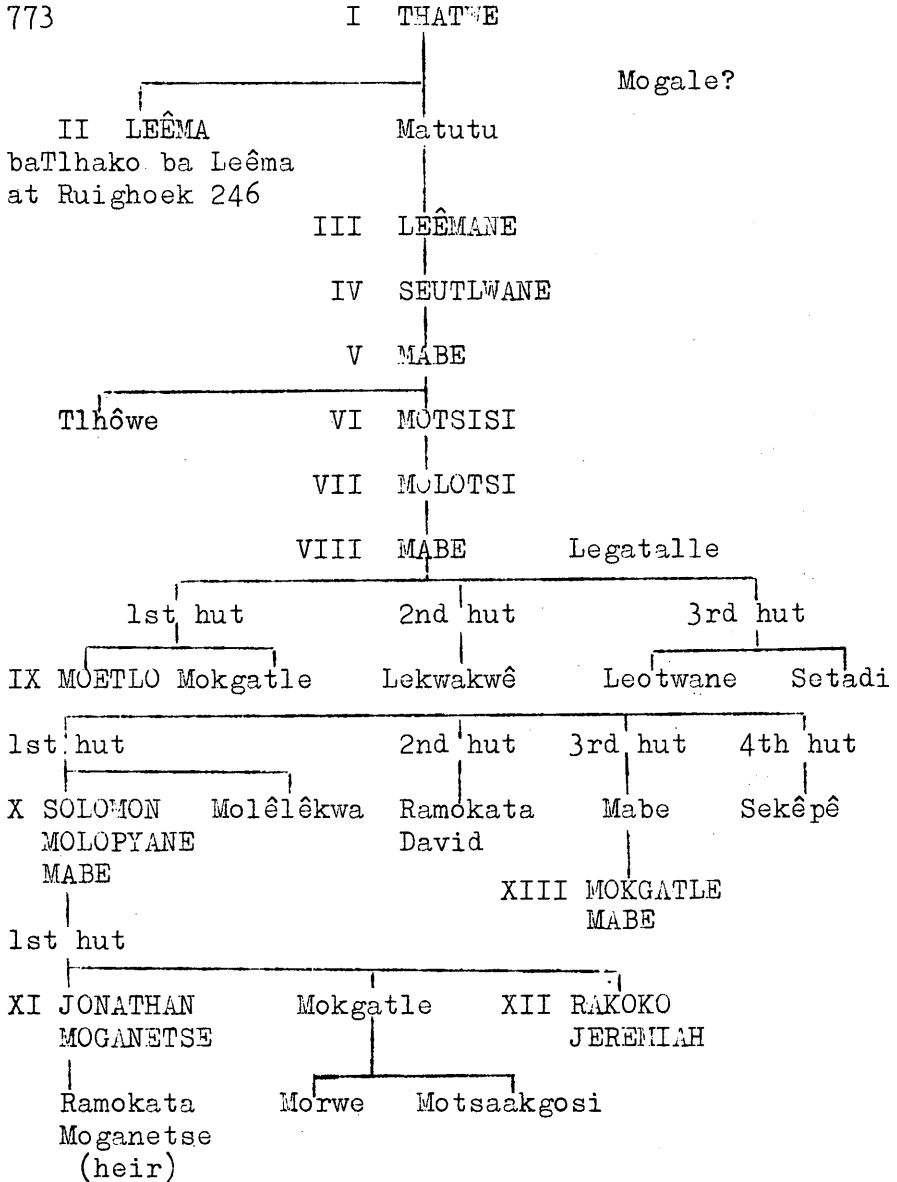 773
I THATWE
Mogale?
II LEÊMA Matutu
baTlhako ba Leêma
at Ruighoek 246
III LEÊMANE
IV SEUTLWANE
V MABE
Tlhôwe VI MOTSISI
VII MOLOTSI
VIII MABE Legatalle
1st hut 2nd hut 3rd hut
IX MOETLO Mokgatle Lekwakwê Leotwane Setadi
1st hut 2nd hut 3rd hut 4th hut
X SOLOMON Molêlêkwa Ramokata Mabe Sekêpê
MOLOPYANE David
MABE
XIII MOKGATLE
MABE
1st hut
XI JONATHAN Mokgatle XII RAKOKO
MOGANETSE JEREMIAH
Ramokata Morwe Motsaakgosi
Moganetse
(heir)